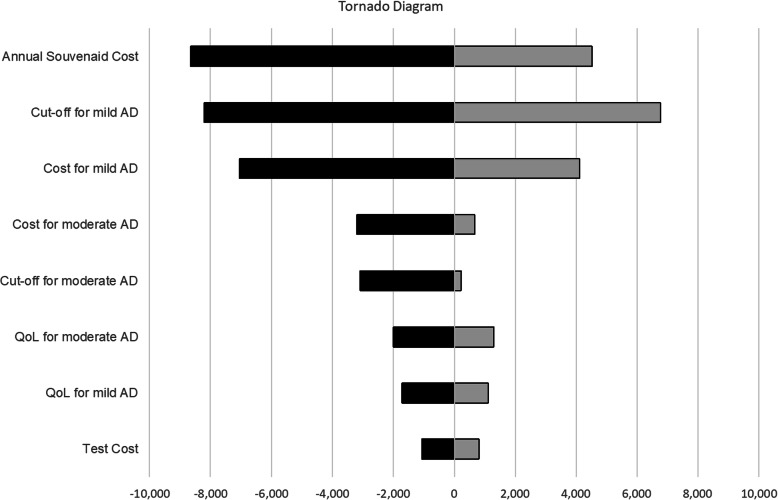 Tornado Diagram
Annual Souvenaid Cost
Cut-off for mild AD
Cost for mild AD
Cost for moderate AD
Cut-off for moderate AD
QoL for moderate AD
QoL for mild AD
Test Cost
-10,000 -8,000 -6,000 -4,000 -2,000 0 2,000 4,000 6,000 8,000 10,000